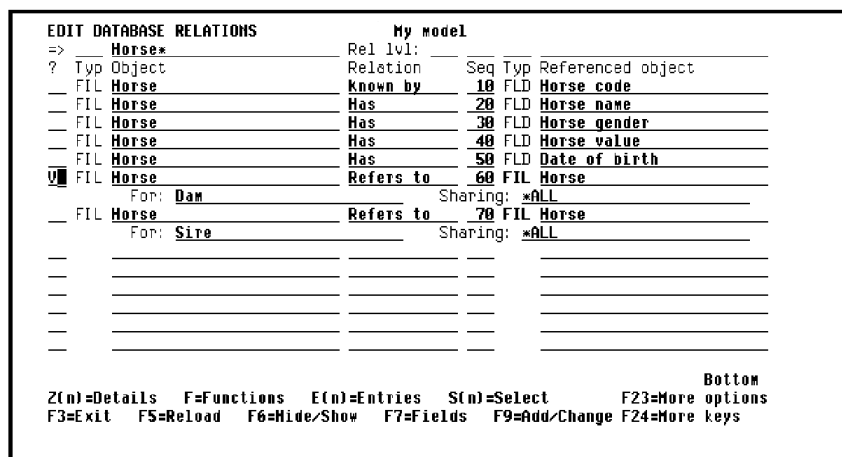 EDIT DATABASE RELATIONS My model
=> Horse* Rel lvl:
? Typ Object Relation Seq Typ Referenced object
FIL Horse Known by 10 FLD Horse code
FIL Horse Has 20 FLD Horse name
FIL Horse Has 30 FLD Horse gender
FIL Horse Has 40 FLD Horse value
FIL Horse Has 50 FLD Date of birth
V FIL Horse Refers to 60 FIL Horse
For: Dam Sharing: *ALL
FIL Horse Refers to 70 FIL Horse
For: Sire Sharing: *ALL
Bottom
Z(n)=Details F=Functions E(n)=Entries S(n)=Select F23=More options
F3=Exit F5=Reload F6=Hide/Show F7=Fields F9=Add/Change F24=More keys